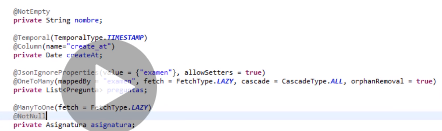 @NotEmpty
private String nombre;
@Temporal(TemporalType.TIMESTAMP)
@Column(name="create_at")
private Date createAt;
@JsonIgnoreProperties(value = {"examen"}, allowSetters = true)
@OneToMany(mappedBy = "examen", fetch = FetchType.LAZY, cascade = CascadeType.ALL, orphanRemoval = true)
private List<Pregunta> preguntas;
@ManyToOne(fetch = FetchType.LAZY)
@NotNull
private Asignatura asignatura;